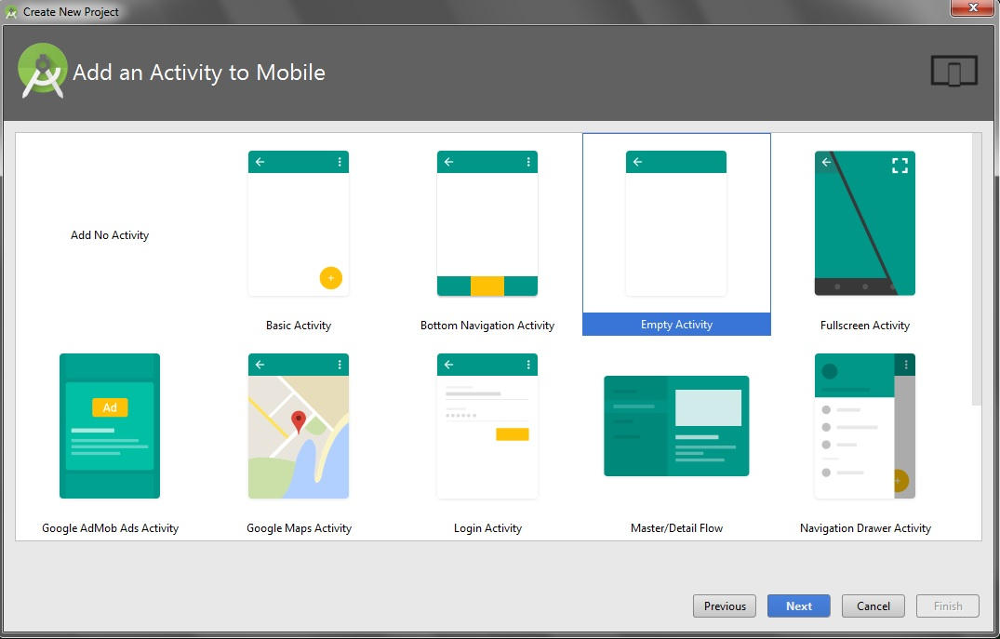 Create New Project
Add an Activity to Mobile
Add No Activity
Basic Activity
Bottom Navigation Activity
Empty Activity
Fullscreen Activity
Ad
Google AdMob Ads Activity
Google Maps Activity
Login Activity
Master/Detail Flow
Navigation Drawer Activity
Previous
Next
Cancel
Finish